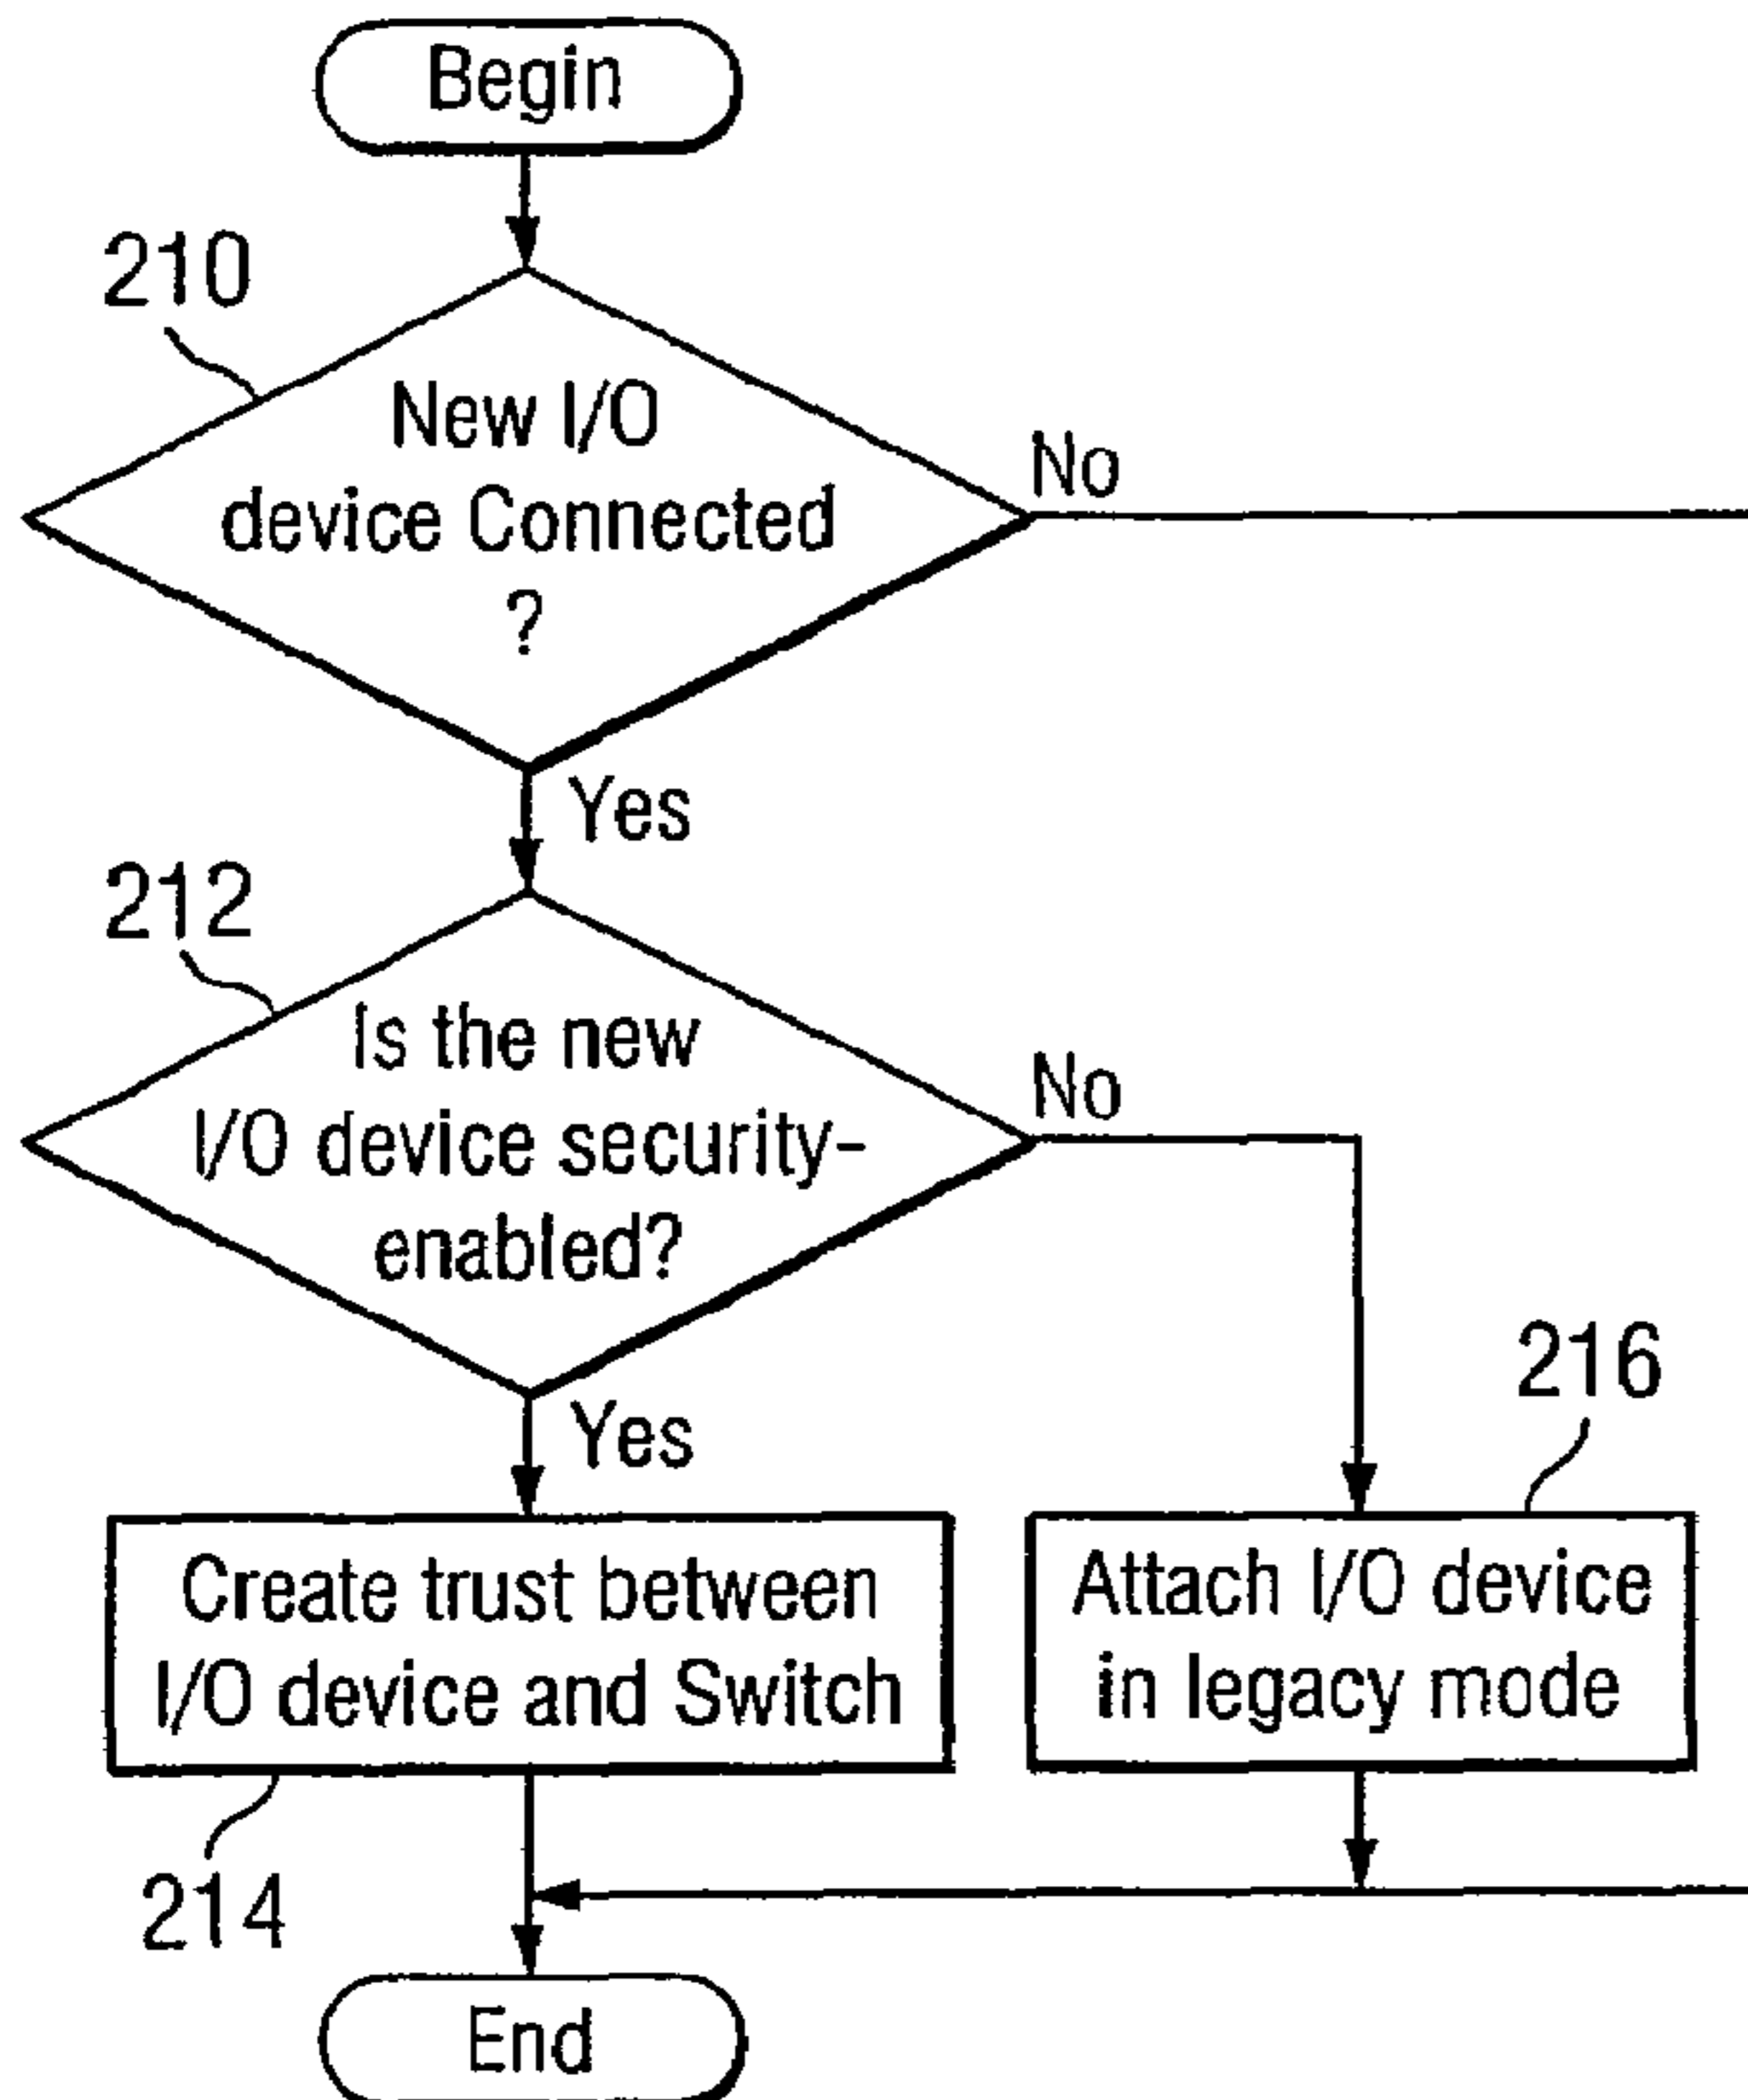 Begin
210
New I/O
device Connected
?
No
Yes
212
Is the new
I/O device security-
enabled?
No
Yes
216
Create trust between
I/O device and Switch
Attach I/O device
in legacy mode
214
End